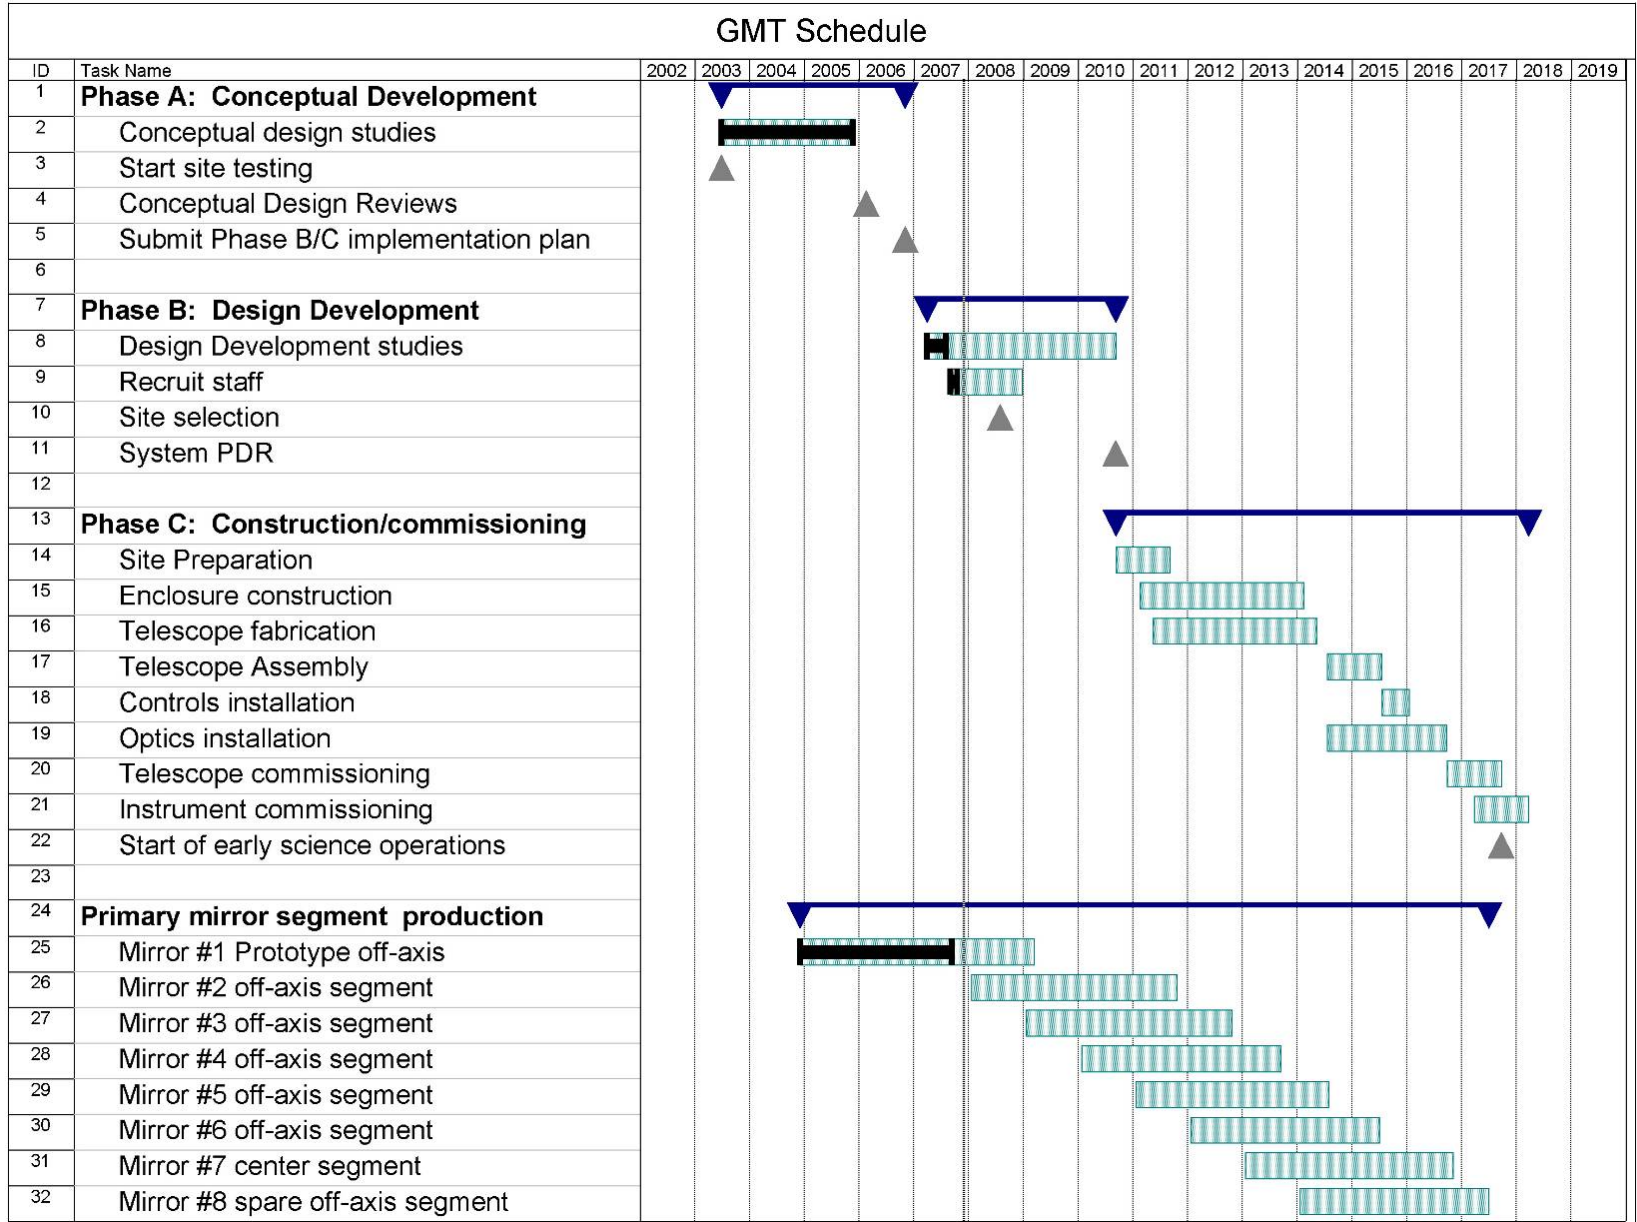 GMT Schedule
ID Task Name 2002 2003 2004 2005 2006 2007 2008 2009 2010 2011 2012 2013 2014 2015 2016 2017 2018 2019
1 Phase A: Conceptual Development
2 Conceptual design studies
3 Start site testing
4 Conceptual Design Reviews
5 Submit Phase B/C implementation plan
6
7 Phase B: Design Development
8 Design Development studies
9 Recruit staff
10 Site selection
11 System PDR
12
13 Phase C: Construction/commissioning
14 Site Preparation
15 Enclosure construction
16 Telescope fabrication
17 Telescope Assembly
18 Controls installation
19 Optics installation
20 Telescope commissioning
21 Instrument commissioning
22 Start of early science operations
23
24 Primary mirror segment production
25 Mirror #1 Prototype off-axis
26 Mirror #2 off-axis segment
27 Mirror #3 off-axis segment
28 Mirror #4 off-axis segment
29 Mirror #5 off-axis segment
30 Mirror #6 off-axis segment
31 Mirror #7 center segment
32 Mirror #8 spare off-axis segment